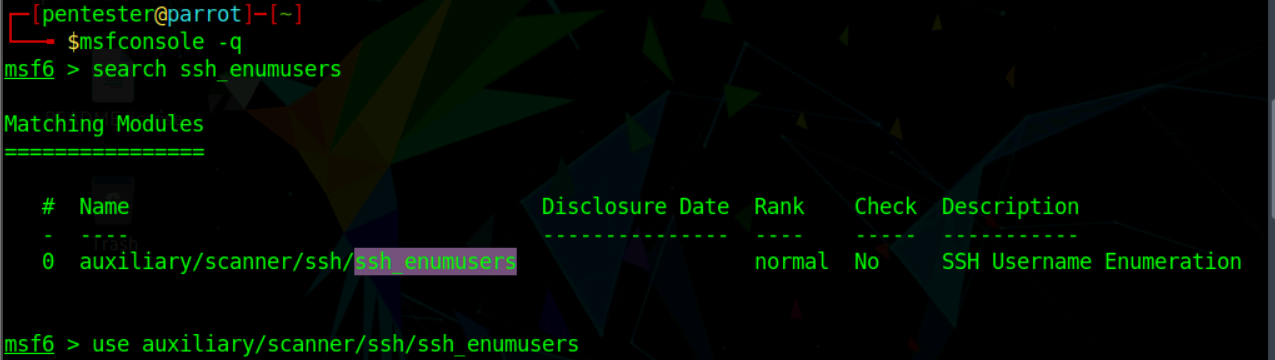 ┌─[pentester@parrot]─[~]
└──╼ $msfconsole -q
msf6 > search ssh_enumusers
Matching Modules
================
#  Name                                 Disclosure Date  Rank    Check  Description
-  ----                                 ---------------  ----    -----  -----------
0  auxiliary/scanner/ssh/ssh_enumusers                   normal  No     SSH Username Enumeration
msf6 > use auxiliary/scanner/ssh/ssh_enumusers
Trash